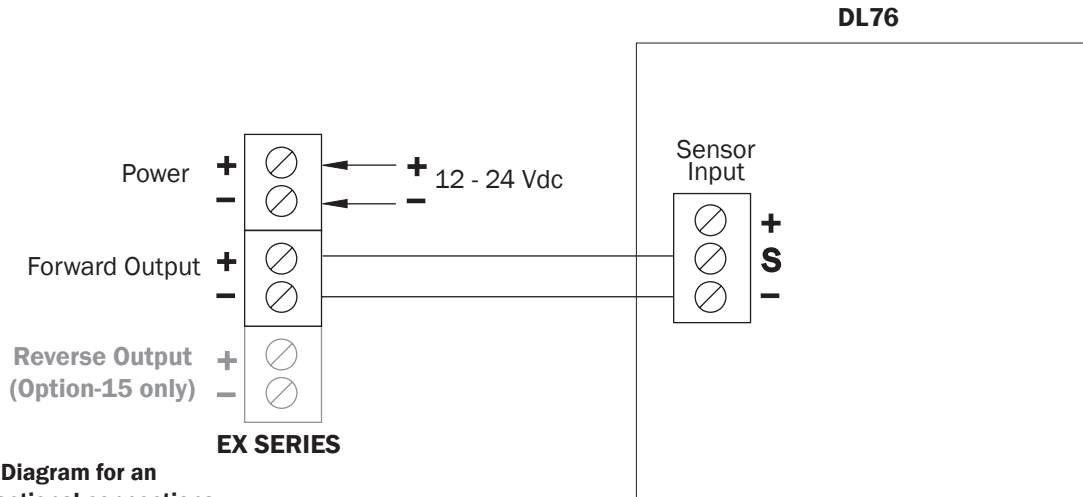 DL76
Power + + 12 - 24 Vdc
− −
Sensor
Input
+
S
−
Forward Output +
−
Reverse Output +
(Option-15 only) −
EX SERIES
Diagram for an